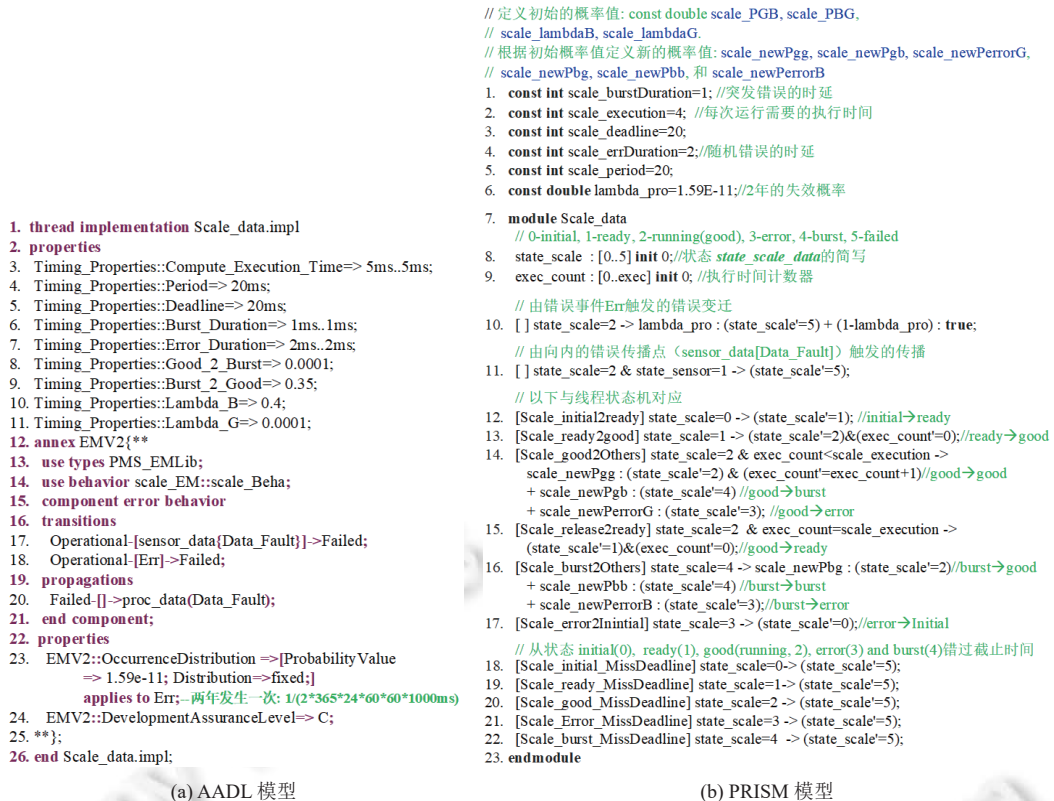 1. thread implementation Scale_data.impl
2. properties
3. Timing_Properties::Compute_Execution_Time=> 5ms..5ms;
4. Timing_Properties::Period=> 20ms;
5. Timing_Properties::Deadline=> 20ms;
6. Timing_Properties::Burst_Duration=> 1ms..1ms;
7. Timing_Properties::Error_Duration=> 2ms..2ms;
8. Timing_Properties::Good_2_Burst=> 0.0001;
9. Timing_Properties::Burst_2_Good=> 0.35;
10. Timing_Properties::Lambda_B=> 0.4;
11. Timing_Properties::Lambda_G=> 0.0001;
12. annex EMV2{**
13. use types PMS_EMLib;
14. use behavior scale_EM::scale_Beha;
15. component error behavior
16. transitions
17. Operational-[sensor_data{Data_Fault}]->Failed;
18. Operational-[Err]->Failed;
19. propagations
20. Failed-[]->proc_data(Data_Fault);
21. end component;
22. properties
23. EMV2::OccurrenceDistribution =>[ProbabilityValue
=> 1.59e-11; Distribution=>fixed;]
applies to Err;--两年发生一次: 1/(2*365*24*60*60*1000ms)
24. EMV2::DevelopmentAssuranceLevel=> C;
25. **};
26. end Scale_data.impl;
(a) AADL 模型
// 定义初始的概率值: const double scale_PGB, scale_PBG,
// scale_lambdaB, scale_lambdaG.
// 根据初始概率值定义新的概率值: scale_newPgg, scale_newPgb, scale_newPerrorG,
// scale_newPbg, scale_newPbb, 和 scale_newPerrorB
1. const int scale_burstDuration=1; //突发错误的时延
2. const int scale_execution=4; //每次运行需要的执行时间
3. const int scale_deadline=20;
4. const int scale_errDuration=2;//随机错误的时延
5. const int scale_period=20;
6. const double lambda_pro=1.59E-11;//2年的失效概率
7. module Scale_data
// 0-initial, 1-ready, 2-running(good), 3-error, 4-burst, 5-failed
8. state_scale : [0..5] init 0;//状态 state_scale_data的简写
9. exec_count : [0..exec] init 0; //执行时间计数器
// 由错误事件Err触发的错误变迁
10. [ ] state_scale=2 -> lambda_pro : (state_scale'=5) + (1-lambda_pro) : true;
// 由向内的错误传播点（sensor_data[Data_Fault]）触发的传播
11. [ ] state_scale=2 & state_sensor=1 -> (state_scale'=5);
// 以下与线程状态机对应
12. [Scale_initial2ready] state_scale=0 -> (state_scale'=1); //initial→ready
13. [Scale_ready2good] state_scale=1 -> (state_scale'=2)&(exec_count'=0);//ready→good
14. [Scale_good2Others] state_scale=2 & exec_count<scale_execution ->
scale_newPgg : (state_scale'=2) & (exec_count'=exec_count+1)//good→good
+ scale_newPgb : (state_scale'=4) //good→burst
+ scale_newPerrorG : (state_scale'=3); //good→error
15. [Scale_release2ready] state_scale=2 & exec_count=scale_execution ->
(state_scale'=1)&(exec_count'=0);//good→ready
16. [Scale_burst2Others] state_scale=4 -> scale_newPbg : (state_scale'=2)//burst→good
+ scale_newPbb : (state_scale'=4) //burst→burst
+ scale_newPerrorB : (state_scale'=3);//burst→error
17. [Scale_error2Inintial] state_scale=3 -> (state_scale'=0);//error→Initial
// 从状态 initial(0), ready(1), good(running, 2), error(3) and burst(4)错过截止时间
18. [Scale_initial_MissDeadline] state_scale=0-> (state_scale'=5);
19. [Scale_ready_MissDeadline] state_scale=1-> (state_scale'=5);
20. [Scale_good_MissDeadline] state_scale=2 -> (state_scale'=5);
21. [Scale_Error_MissDeadline] state_scale=3 -> (state_scale'=5);
22. [Scale_burst_MissDeadline] state_scale=4 -> (state_scale'=5);
23. endmodule
(b) PRISM 模型